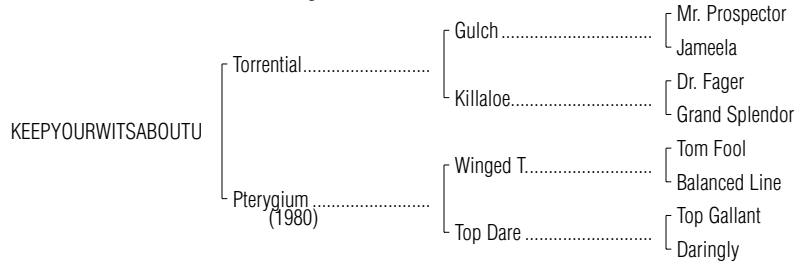 Mr. Prospector
Gulch
Jameela
Torrential
Dr. Fager
Killaloe
Grand Splendor
KEEPYOURWITSABOUTU
Tom Fool
Winged T.
Balanced Line
Pterygium
(1980)
Top Gallant
Top Dare
Daringly